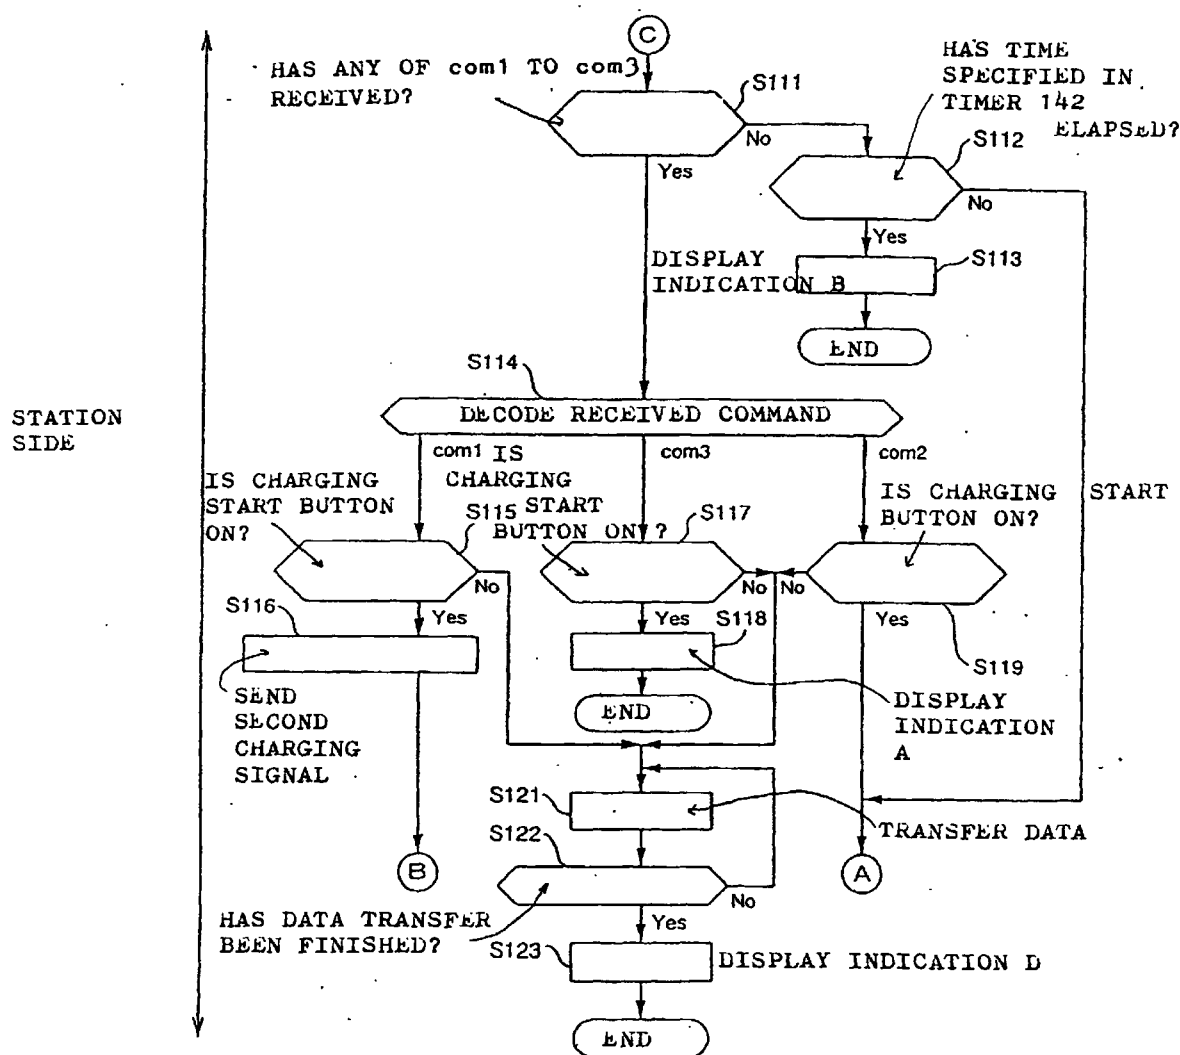 C
HAS ANY OF com1 TO com3
RECEIVED?
HAS TIME
SPECIFIED IN
TIMER 142
ELAPSED?
S111
No
S112
Yes
No
Yes
DISPLAY
INDICATION B
S113
END
S114
DECODE RECEIVED COMMAND
STATION
SIDE
com1
com3
com2
IS CHARGING
START BUTTON
ON?
S115
IS
CHARGING
START
BUTTON ON?
S117
IS CHARGING START
BUTTON ON?
No
No
No
S116
Yes
Yes
S118
Yes
S119
SEND
SECOND
CHARGING
SIGNAL
END
DISPLAY
INDICATION
A
S121
TRANSFER DATA
S122
B
A
No
HAS DATA TRANSFER
BEEN FINISHED?
Yes
S123
DISPLAY INDICATION D
END